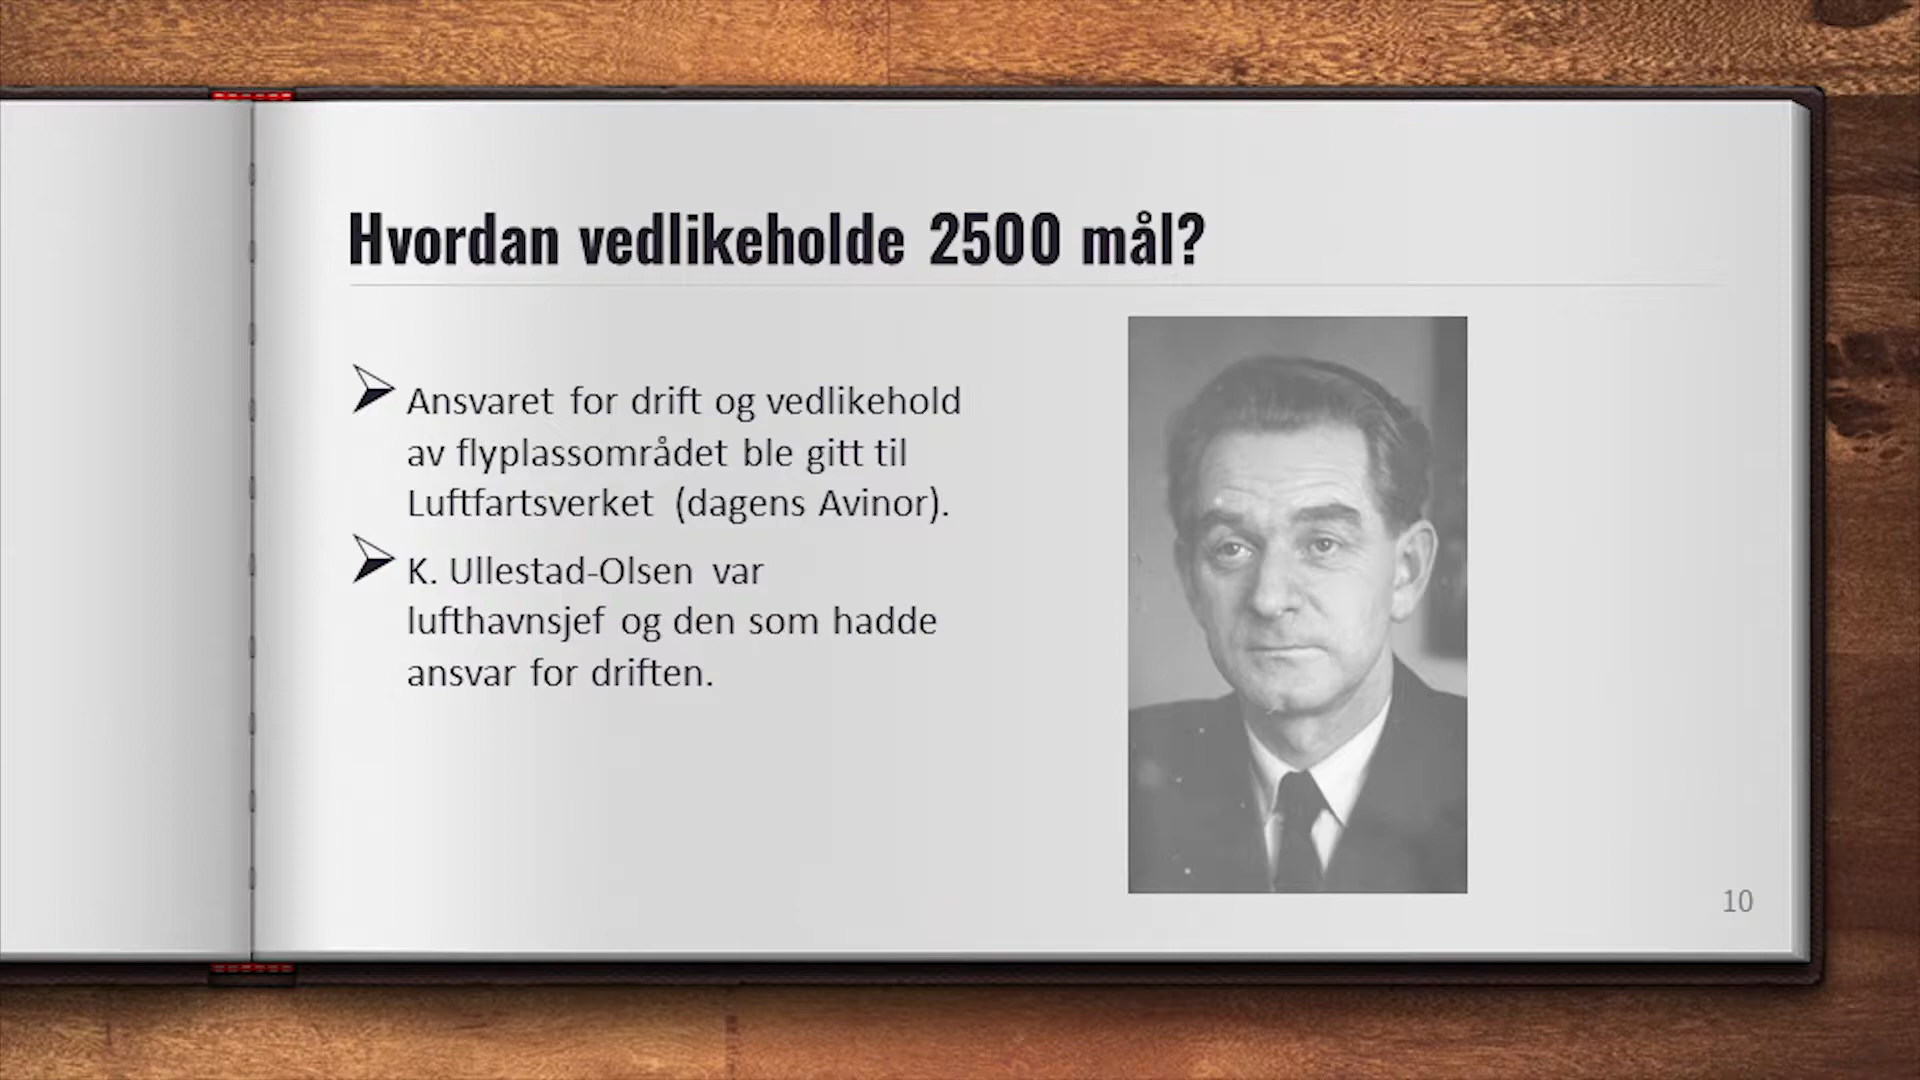 Hvordan vedlikeholde 2500 mål?
Ansvaret for drift og vedlikehold
av flyplassområdet ble gitt til
Luftfartsverket (dagens Avinor).
K. Ullestad-Olsen var
lufthavnsjef og den som hadde
ansvar for driften.
10